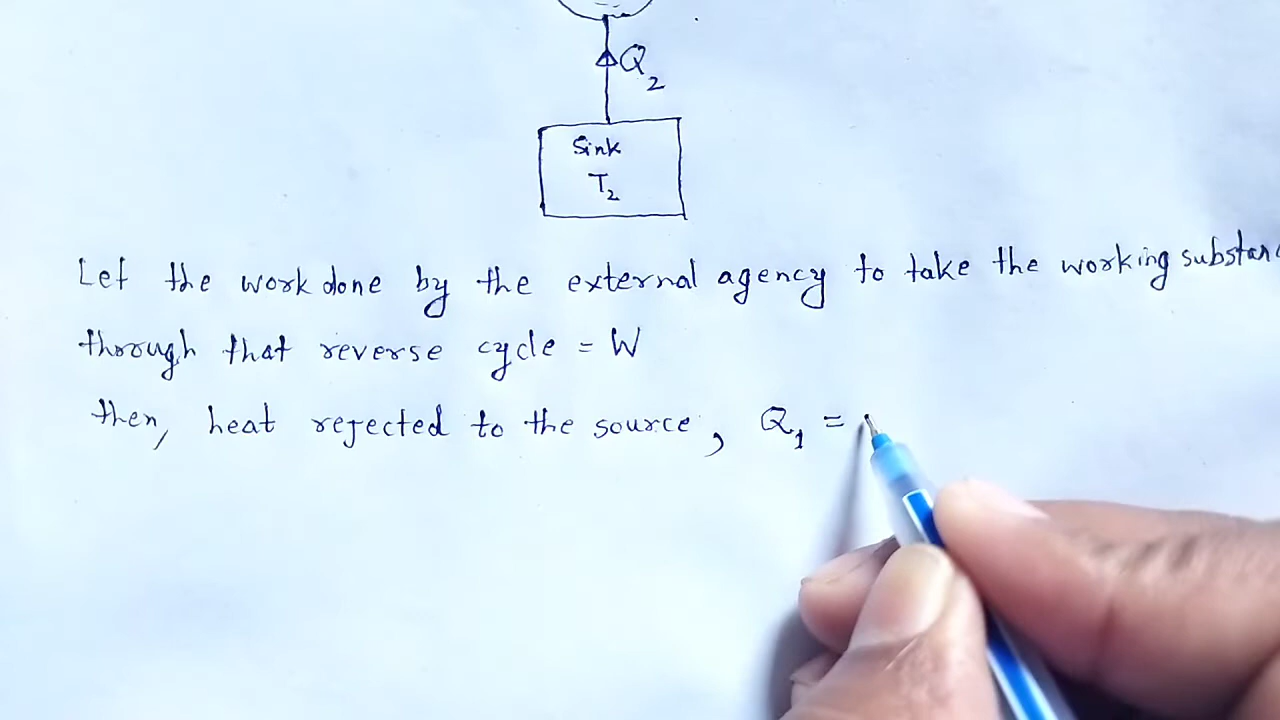 Q2
Sink
T2
Let the work done by the external agency to take the working
through that reverse cycle = W
then, heat rejected to the source, Q1 =